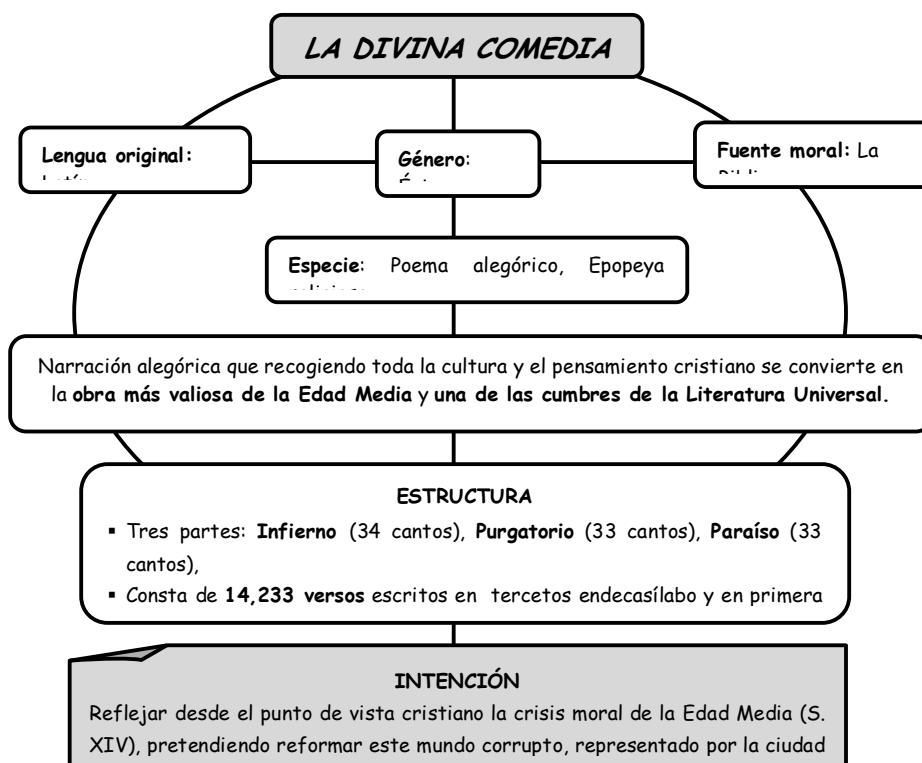 LA DIVINA COMEDIA
Lengua original:
Género:
Fuente moral: La
Especie: Poema alegórico, Epopeya
Narración alegórica que recogiendo toda la cultura y el pensamiento cristiano se convierte en
la obra más valiosa de la Edad Media y una de las cumbres de la Literatura Universal.
ESTRUCTURA
▪ Tres partes: Infierno (34 cantos), Purgatorio (33 cantos), Paraíso (33
cantos),
▪ Consta de 14,233 versos escritos en tercetos endecasílabo y en primera
INTENCIÓN
Reflejar desde el punto de vista cristiano la crisis moral de la Edad Media (S.
XIV), pretendiendo reformar este mundo corrupto, representado por la ciudad